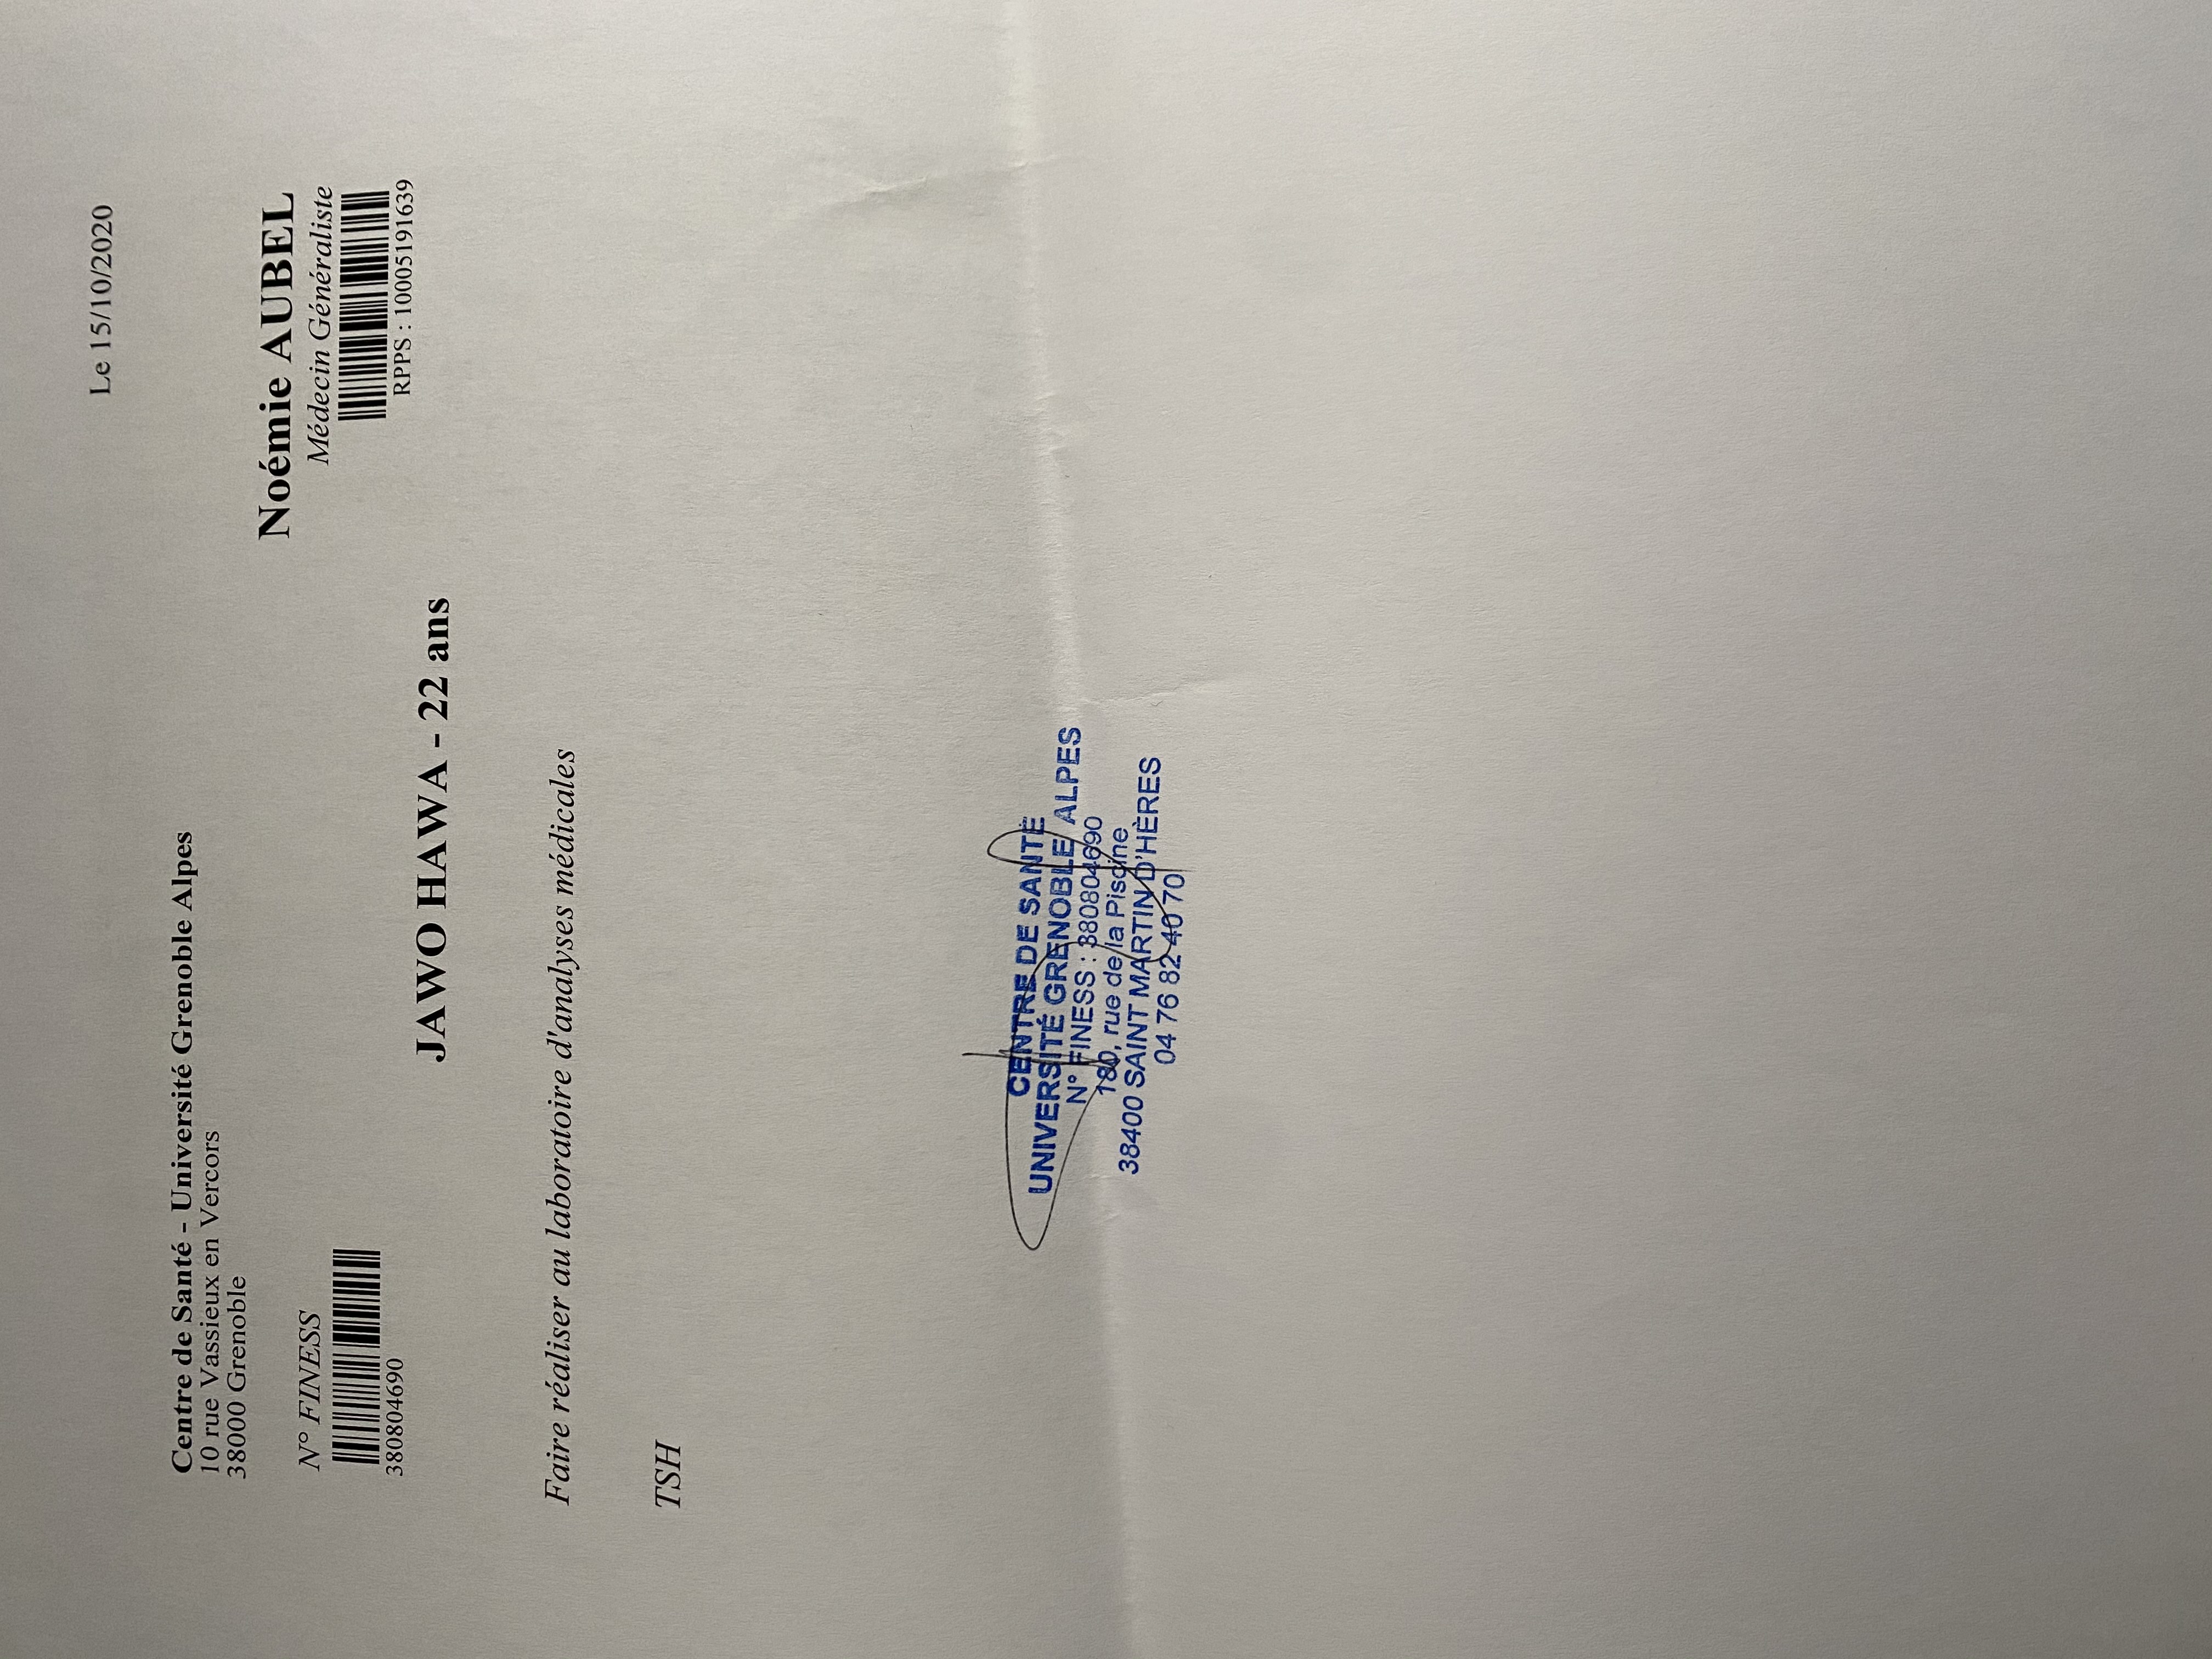 Le 15/10/2020
Centre de Santé - Université Grenoble Alpes
10 rue Vassieux en Vercors
38000 Grenoble
Noémie AUBEL
Médecin Généraliste
N° FINESS
380804690
RPPS : 10005191639
JAWO HAWA - 22 ans
Faire réaliser au laboratoire d'analyses médicales
TSH
CENTRE DE SANTÉ
UNIVERSITÉ GRENOBLE ALPES
N° FINESS : 380804690
180, rue de la Piscine
38400 SAINT MARTIN D'HÈRES
04 76 82 40 70